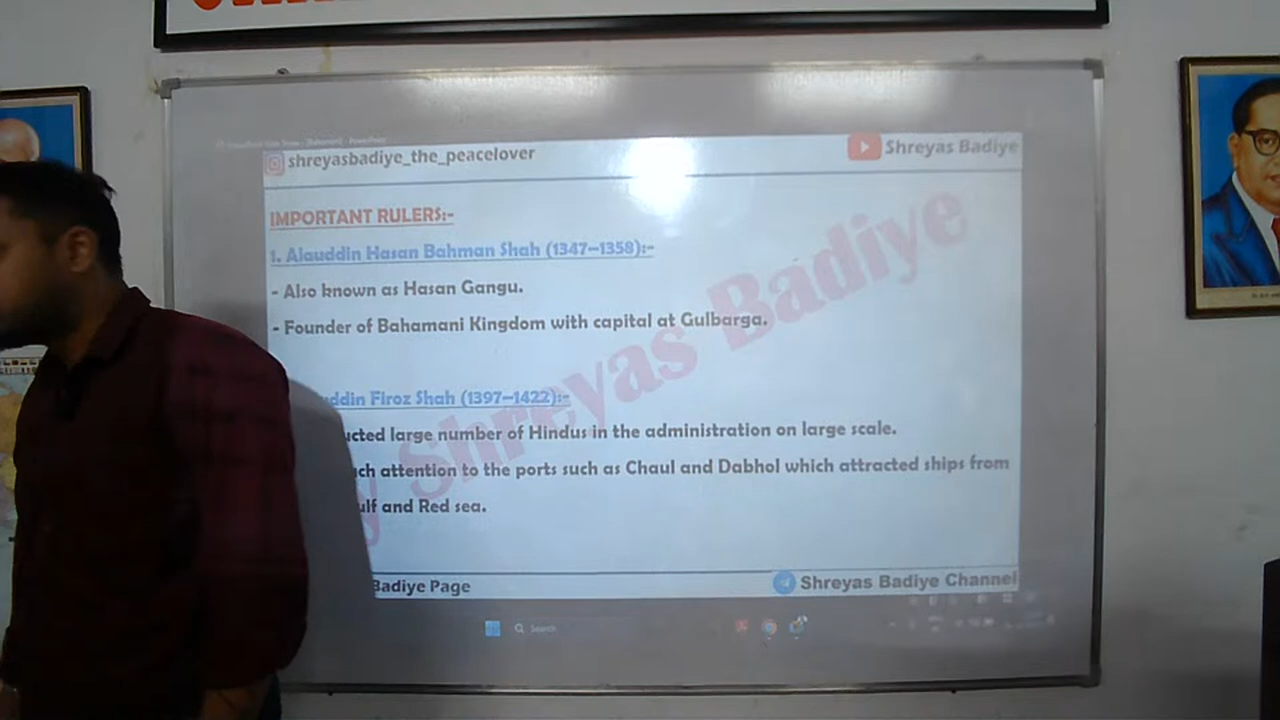 shreyasbadiye_the_peacelover
Shreyas Badiye
IMPORTANT RULERS:-
1. Alauddin Hasan Bahman Shah (1347–1358):-
- Also known as Hasan Gangu.
- Founder of Bahamani Kingdom with capital at Gulbarga.
ddin Firoz Shah (1397–1422):-
ucted large number of Hindus in the administration on large scale.
ch attention to the ports such as Chaul and Dabhol which attracted ships from
ulf and Red sea.
y Shreyas Badiye
Badiye Page
Shreyas Badiye Channel
Search